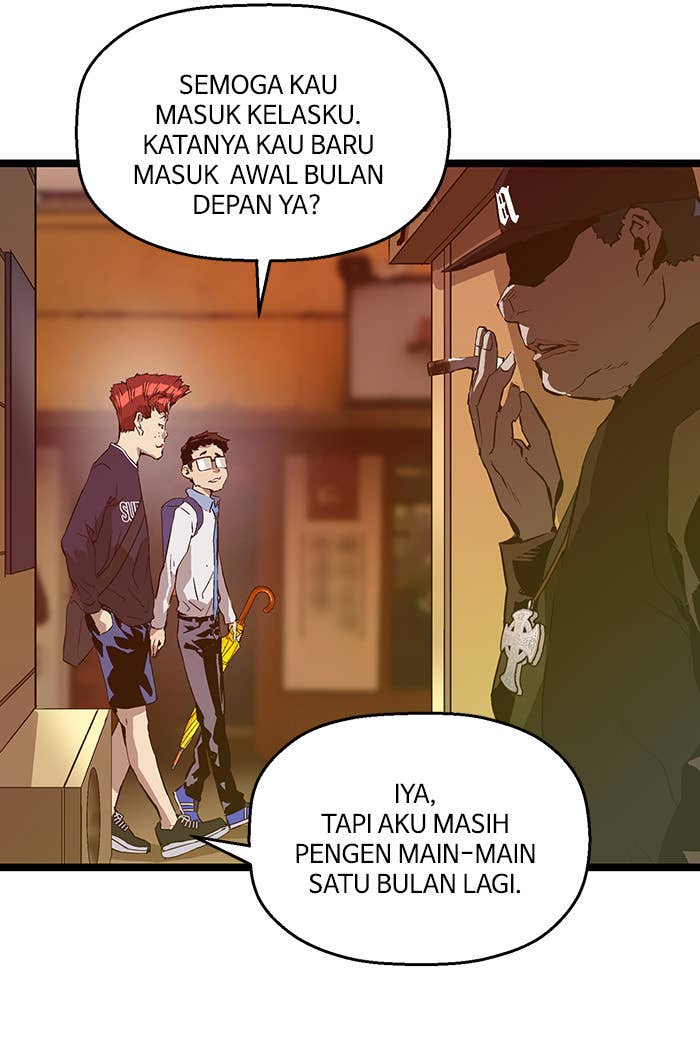 SEMOGA KAU
MASUK KELASKU.
KATANYA KAU BARU
MASUK AWAL BULAN
DEPAN YA?
a
SUP
IYA,
TAPI AKU MASIH
PENGEN MAIN-MAIN
SATU BULAN LAGI.